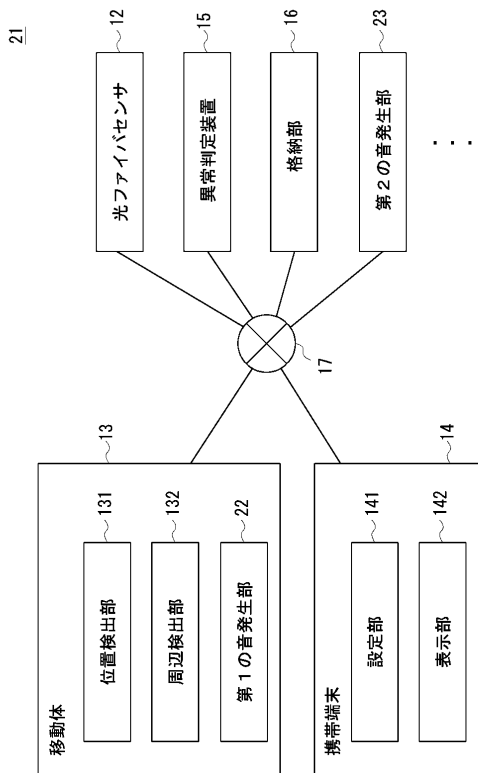 21
移動体
13
位置検出部
131
周辺検出部
132
第1の音発生部
22
携帯端末
14
設定部
141
表示部
142
17
光ファイバセンサ
12
異常判定装置
15
格納部
16
第2の音発生部
23
・・・